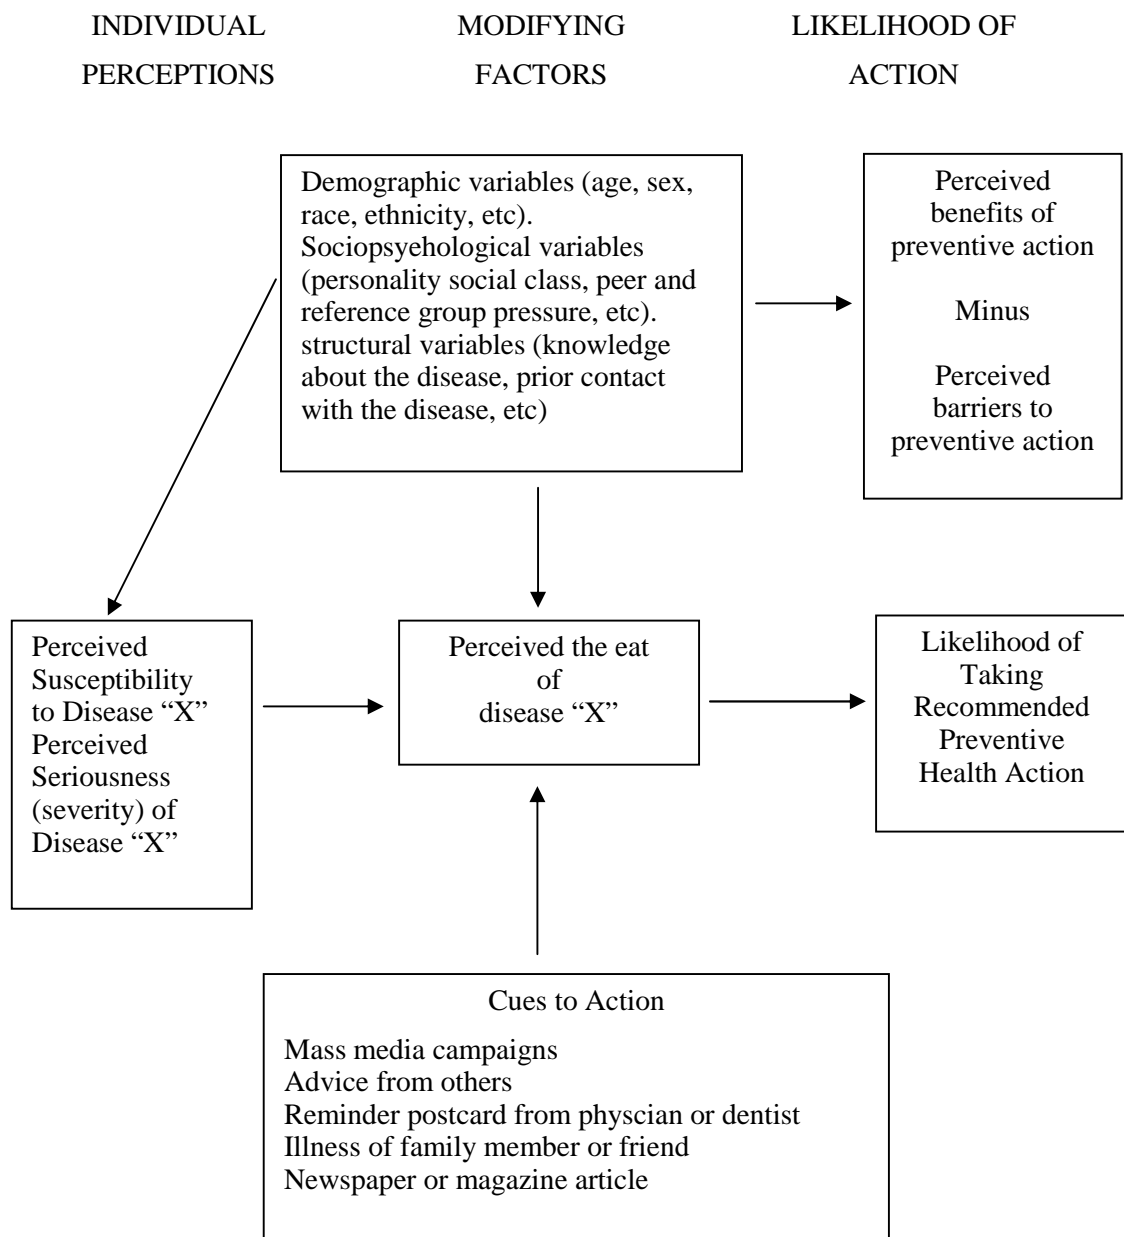 INDIVIDUAL
PERCEPTIONS
MODIFYING
FACTORS
LIKELIHOOD OF
ACTION
Demographic variables (age, sex,
race, ethnicity, etc).
Sociopsyehological variables
(personality social class, peer and
reference group pressure, etc).
structural variables (knowledge
about the disease, prior contact
with the disease, etc)
Perceived
benefits of
preventive action
Minus
Perceived
barriers to
preventive action
Perceived
Susceptibility
to Disease “X”
Perceived
Seriousness
(severity) of
Disease “X”
Perceived the eat
of
disease “X”
Likelihood of
Taking
Recommended
Preventive
Health Action
Cues to Action
Mass media campaigns
Advice from others
Reminder postcard from physcian or dentist
Illness of family member or friend
Newspaper or magazine article